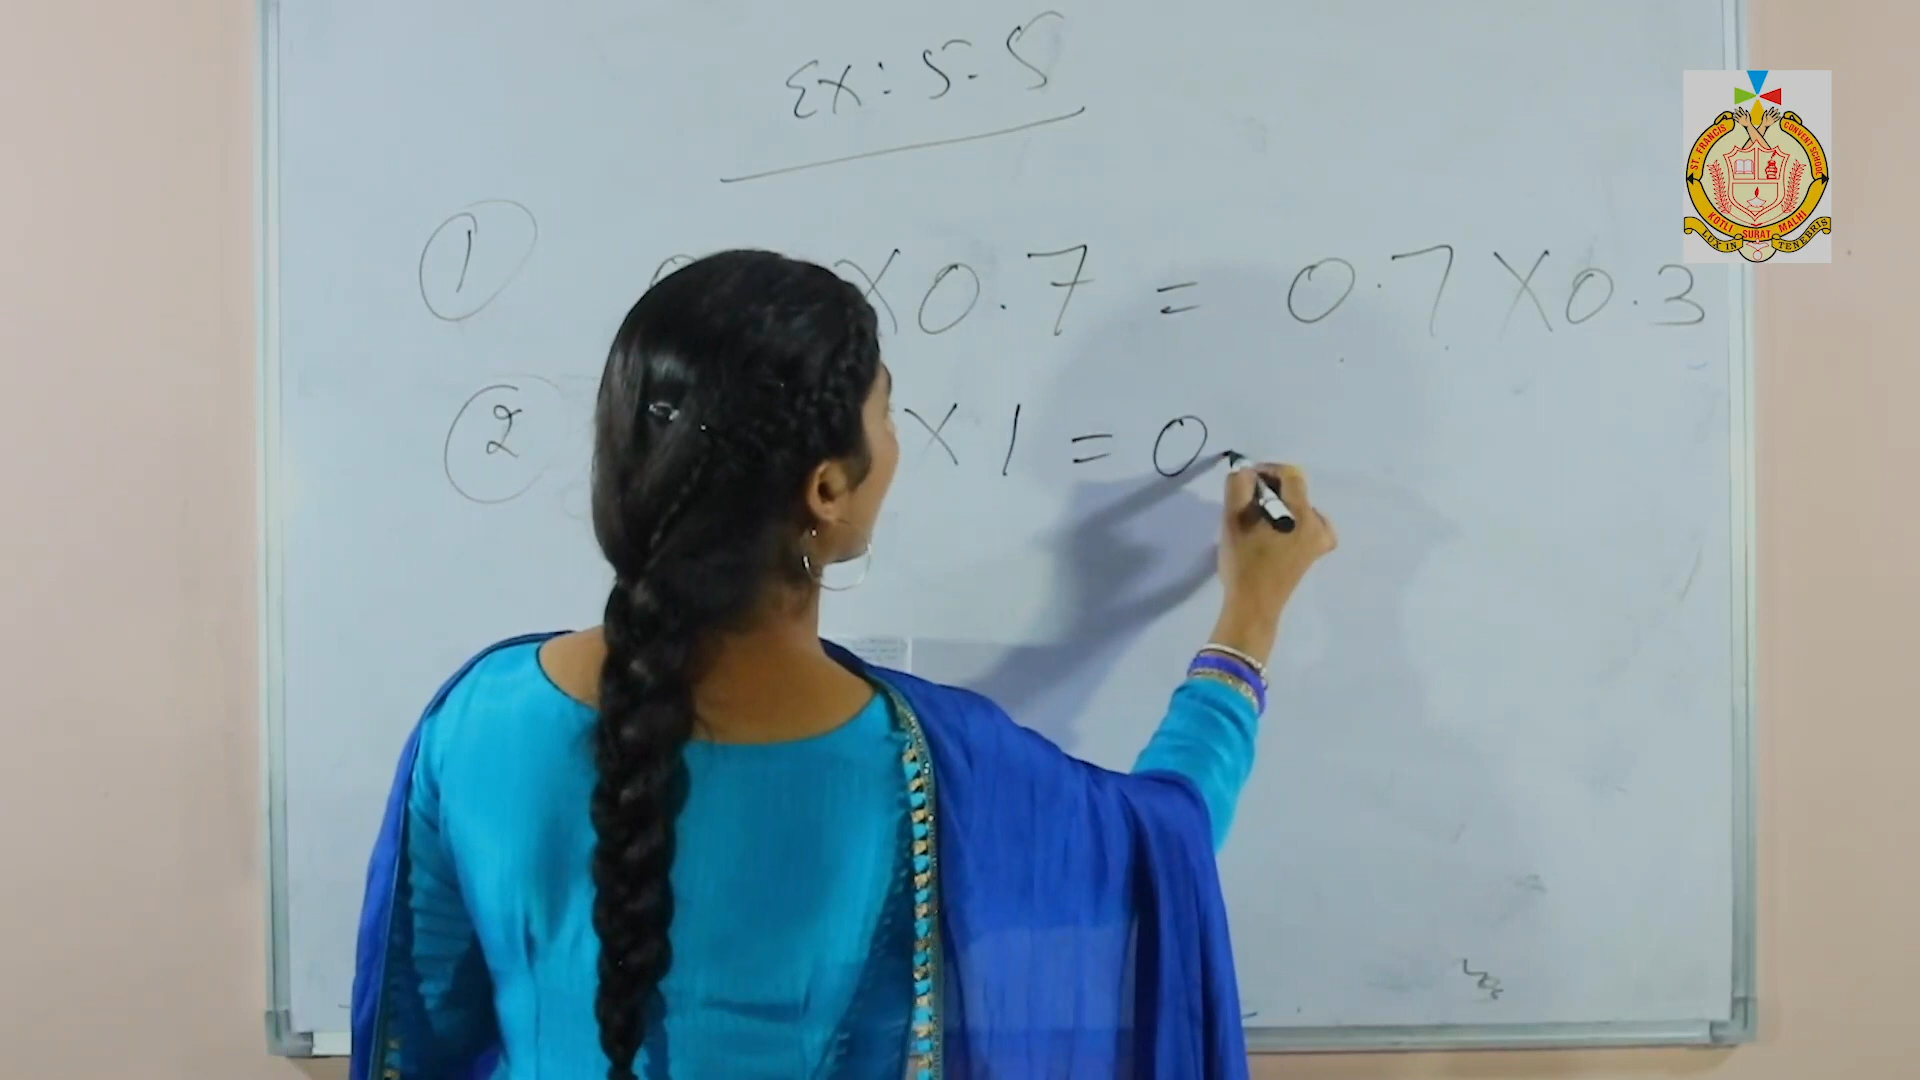 Ex: 5.5
1 0 X 0.7 = 0.7 X 0.3
2 X 1 = 0.
ST. FRANCIS CONVENT SCHOOL
KOTLI SURAT MALHI
LUX IN TENEBRIS